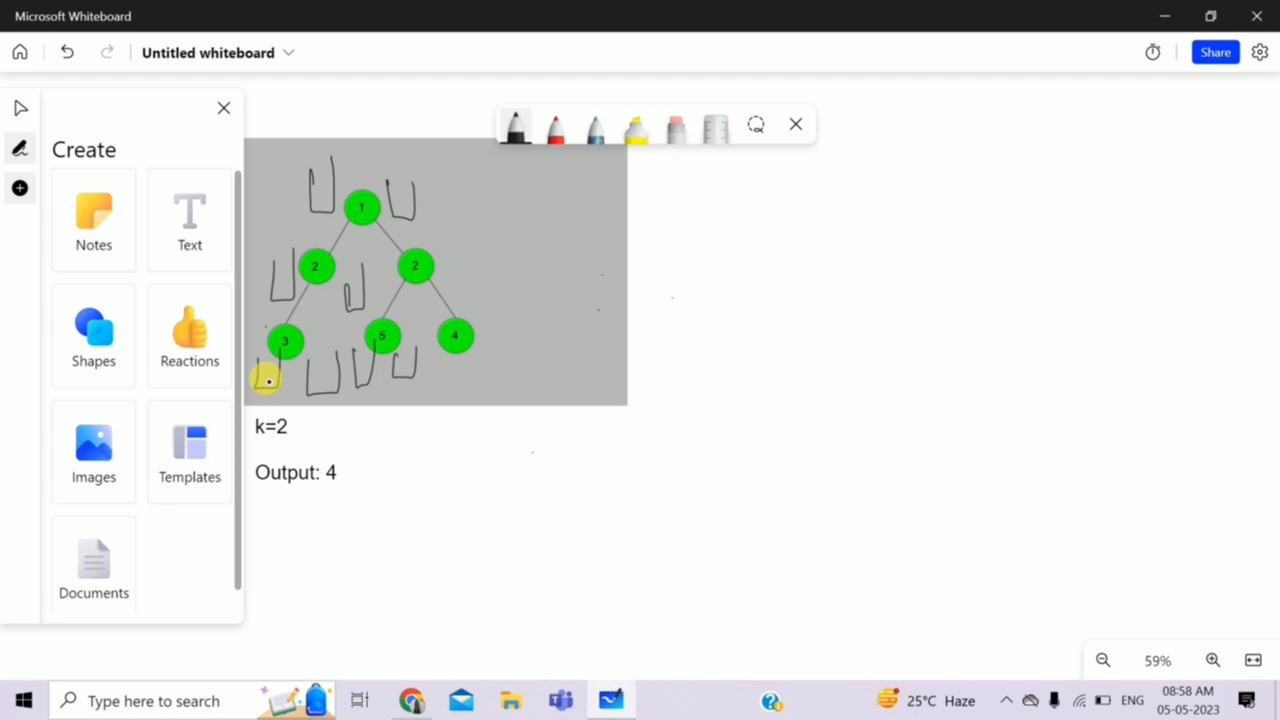 Microsoft Whiteboard
Untitled whiteboard
Share
Create
Notes
Text
Shapes
Reactions
Images
Templates
Documents
1
2
2
3
5
4
k=2
Output: 4
59%
Type here to search
25°C Haze
ENG
08:58 AM
05-05-2023